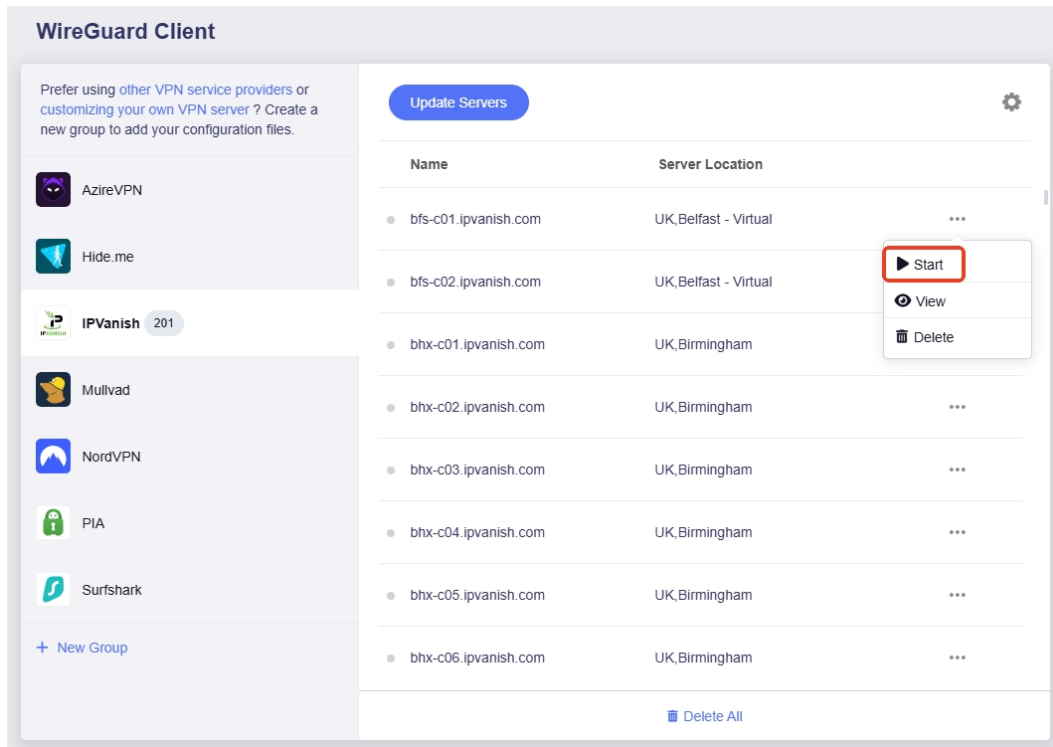 WireGuard Client
Prefer using other VPN service providers or
customizing your own VPN server ? Create a
new group to add your configuration files.
AzireVPN
Hide.me
IPVanish 201
Mullvad
NordVPN
PIA
Surfshark
+ New Group
Update Servers
Name Server Location
bfs-c01.ipvanish.com UK,Belfast - Virtual
bfs-c02.ipvanish.com UK,Belfast - Virtual
bhx-c01.ipvanish.com UK,Birmingham
bhx-c02.ipvanish.com UK,Birmingham
bhx-c03.ipvanish.com UK,Birmingham
bhx-c04.ipvanish.com UK,Birmingham
bhx-c05.ipvanish.com UK,Birmingham
bhx-c06.ipvanish.com UK,Birmingham
Start
View
Delete
Delete All